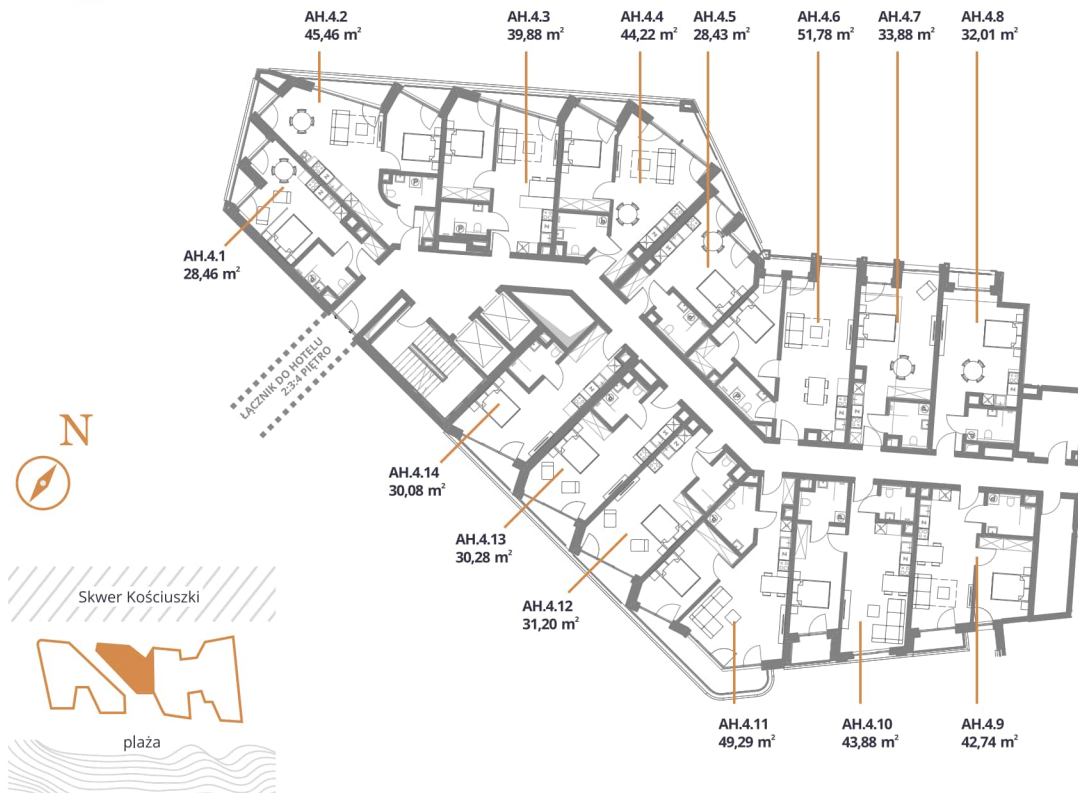 AH.4.2
45,46 m²
AH.4.3
39,88 m²
AH.4.4
44,22 m²
AH.4.5
28,43 m²
AH.4.6
51,78 m²
AH.4.7
33,88 m²
AH.4.8
32,01 m²
AH.4.1
28,46 m²
ŁĄCZNIK DO HOTELU
2:3:4 PIĘTRO
N
AH.4.14
30,08 m²
AH.4.13
30,28 m²
AH.4.12
31,20 m²
AH.4.11
49,29 m²
AH.4.10
43,88 m²
AH.4.9
42,74 m²
Skwer Kościuszki
plaża